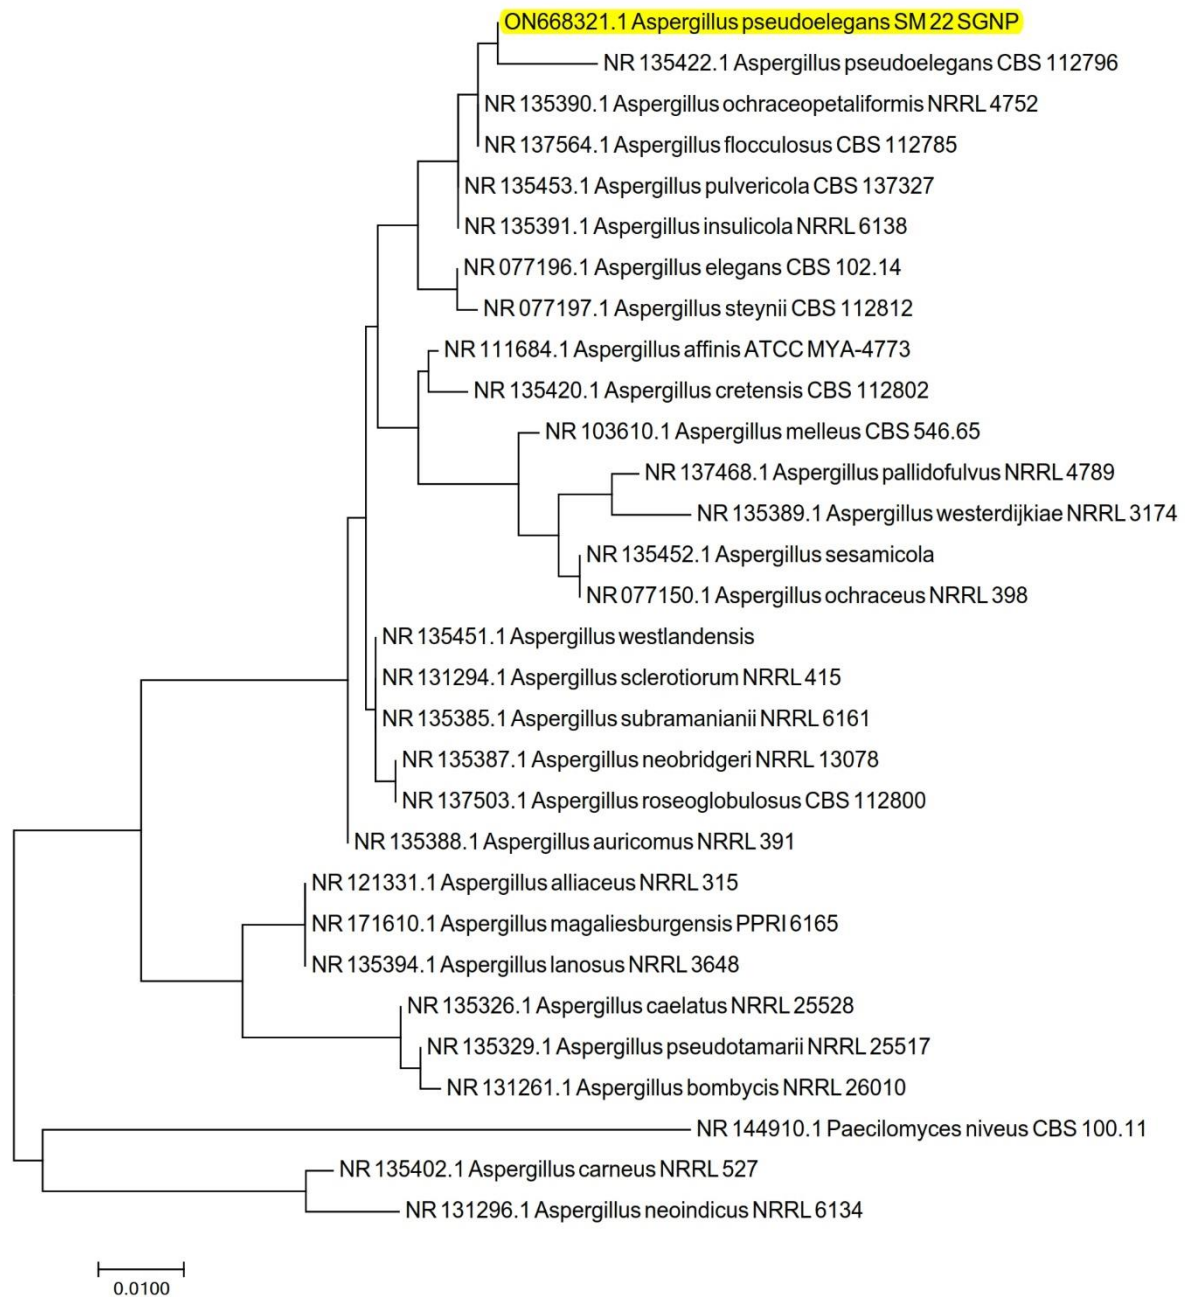 ON668321.1 Aspergillus pseudoelegans SM 22 SGNP
NR 135422.1 Aspergillus pseudoelegans CBS 112796
NR 135390.1 Aspergillus ochraceopetaliformis NRRL 4752
NR 137564.1 Aspergillus flocculosus CBS 112785
NR 135453.1 Aspergillus pulvericola CBS 137327
NR 135391.1 Aspergillus insulicola NRRL 6138
NR 077196.1 Aspergillus elegans CBS 102.14
NR 077197.1 Aspergillus steynii CBS 112812
NR 111684.1 Aspergillus affinis ATCC MYA-4773
NR 135420.1 Aspergillus cretensis CBS 112802
NR 103610.1 Aspergillus melleus CBS 546.65
NR 137468.1 Aspergillus pallidofulvus NRRL 4789
NR 135389.1 Aspergillus westerdijkiae NRRL 3174
NR 135452.1 Aspergillus sesamicola
NR 077150.1 Aspergillus ochraceus NRRL 398
NR 135451.1 Aspergillus westlandensis
NR 131294.1 Aspergillus sclerotiorum NRRL 415
NR 135385.1 Aspergillus subramanianii NRRL 6161
NR 135387.1 Aspergillus neobridgeri NRRL 13078
NR 137503.1 Aspergillus roseoglobulosus CBS 112800
NR 135388.1 Aspergillus auricomus NRRL 391
NR 121331.1 Aspergillus alliaceus NRRL 315
NR 171610.1 Aspergillus magaliesburgensis PPRI 6165
NR 135394.1 Aspergillus lanosus NRRL 3648
NR 135326.1 Aspergillus caelatus NRRL 25528
NR 135329.1 Aspergillus pseudotamarii NRRL 25517
NR 131261.1 Aspergillus bombycis NRRL 26010
NR 144910.1 Paecilomyces niveus CBS 100.11
NR 135402.1 Aspergillus carneus NRRL 527
NR 131296.1 Aspergillus neoindicus NRRL 6134
0.0100